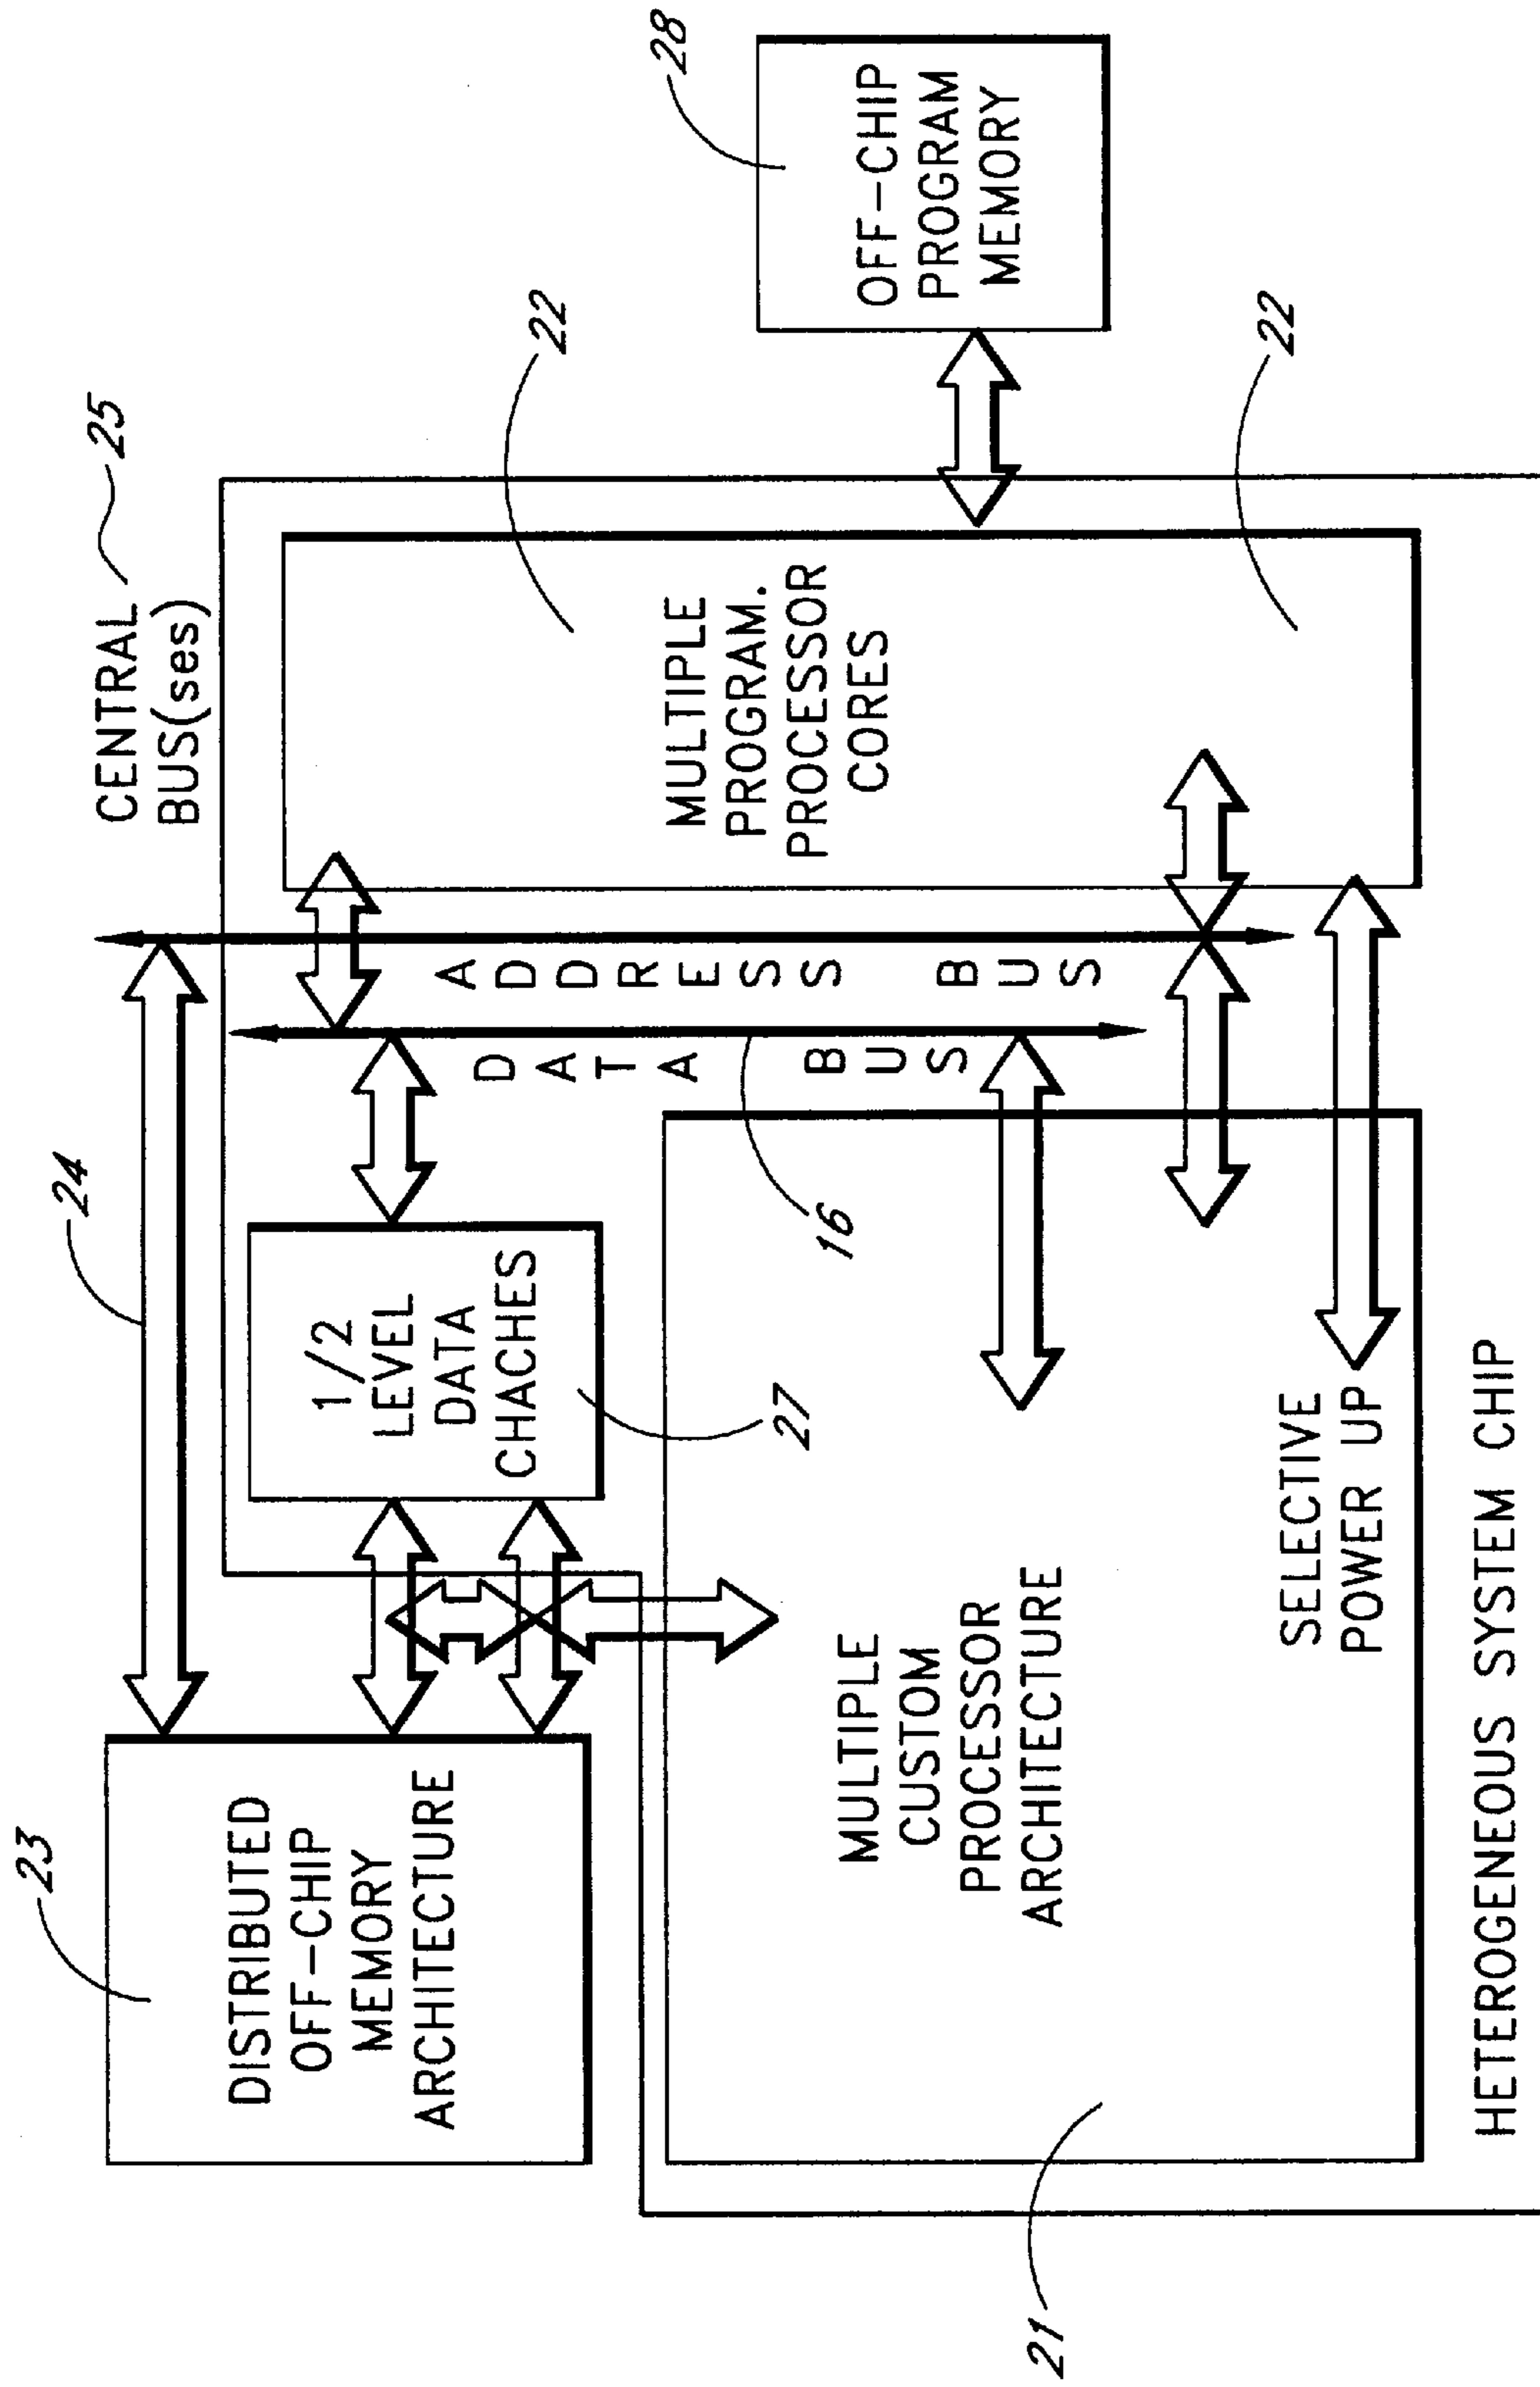 23
DISTRIBUTED
OFF-CHIP
MEMORY
ARCHITECTURE
24
CENTRAL
BUS(ses)
25
1/2
LEVEL
DATA
CHACHES
27
DATA BUS
16
ADDRESS BUS
22
MULTIPLE
PROGRAM.
PROCESSOR
CORES
22
28
OFF-CHIP
PROGRAM
MEMORY
MULTIPLE
CUSTOM
PROCESSOR
ARCHITECTURE
SELECTIVE
POWER UP
21
HETEROGENEOUS SYSTEM CHIP